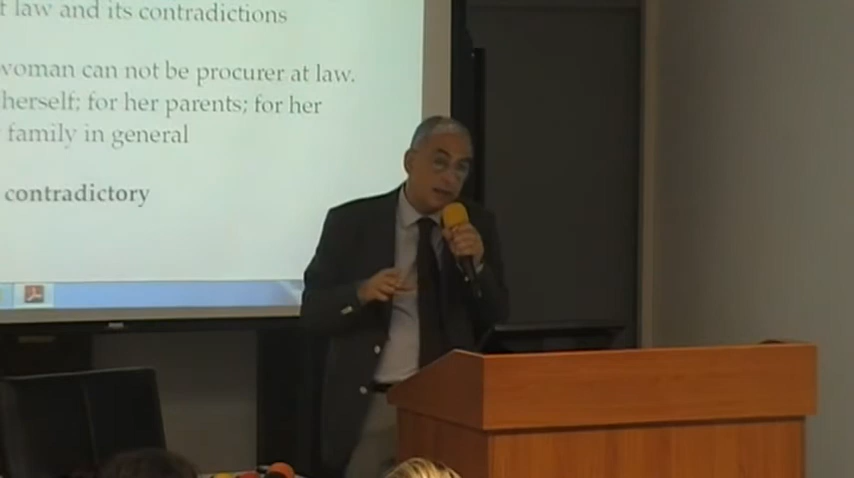 law and its contradictions
woman can not be procurer at law.
herself; for her parents; for her
family in general
contradictory